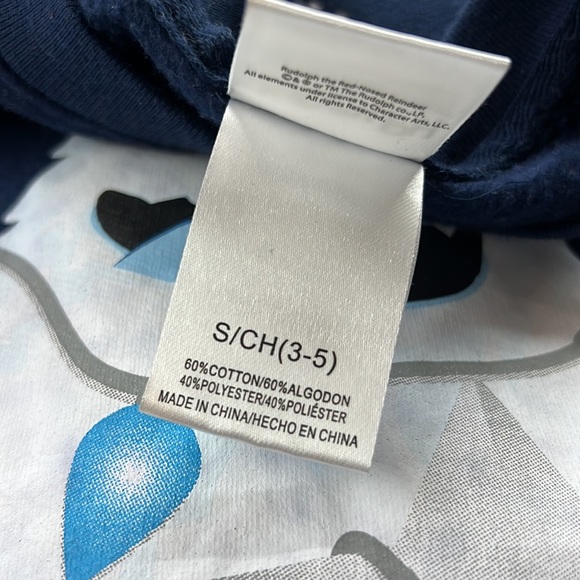 Rudolph the Red-Nosed Reindeer
© & ® or TM The Rudolph co., LP.
All elements under license to Character Arts, LLC.
All rights Reserved.
S/CH(3-5)
60%COTTON/60%ALGODON
40%POLYESTER/40%POLIÉSTER
MADE IN CHINA/HECHO EN CHINA